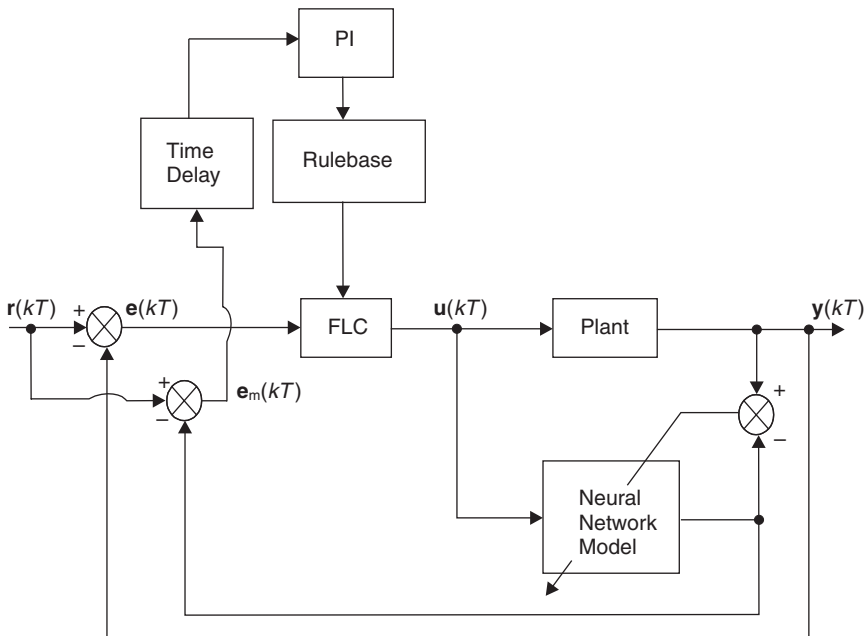 PI
Time
Delay
Rulebase
r(kT)
+
−
e(kT)
FLC
u(kT)
Plant
y(kT)
+
−
e_m(kT)
+
−
Neural
Network
Model